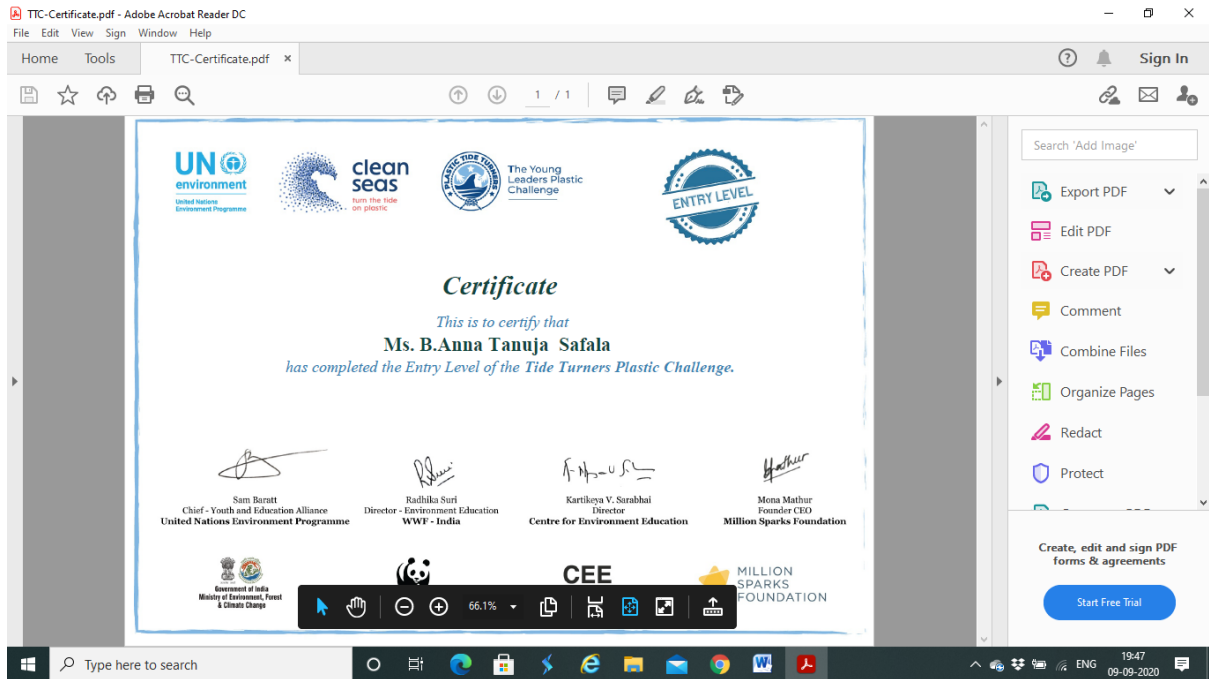 TTC-Certificate.pdf - Adobe Acrobat Reader DC
File Edit View Sign Window Help
Home Tools TTC-Certificate.pdf × Sign In
1 / 1
UN
environment
United Nations
Environment Programme
clean
seas
turn the tide
on plastic
PLASTIC TIDE TURNERS
The Young
Leaders Plastic
Challenge
ENTRY LEVEL
Certificate
This is to certify that
Ms. B.Anna Tanuja Safala
has completed the Entry Level of the Tide Turners Plastic Challenge.
Sam Baratt
Chief - Youth and Education Alliance
United Nations Environment Programme
Radhika Suri
Director - Environment Education
WWF - India
Kartikeya V. Sarabhai
Director
Centre for Environment Education
Mona Mathur
Founder CEO
Million Sparks Foundation
Government of India
Ministry of Environment, Forest
& Climate Change
CEE
MILLION
SPARKS
FOUNDATION
66.1%
Search 'Add Image'
Export PDF
Edit PDF
Create PDF
Comment
Combine Files
Organize Pages
Redact
Protect
Create, edit and sign PDF
forms & agreements
Start Free Trial
Type here to search
ENG
19:47
09-09-2020